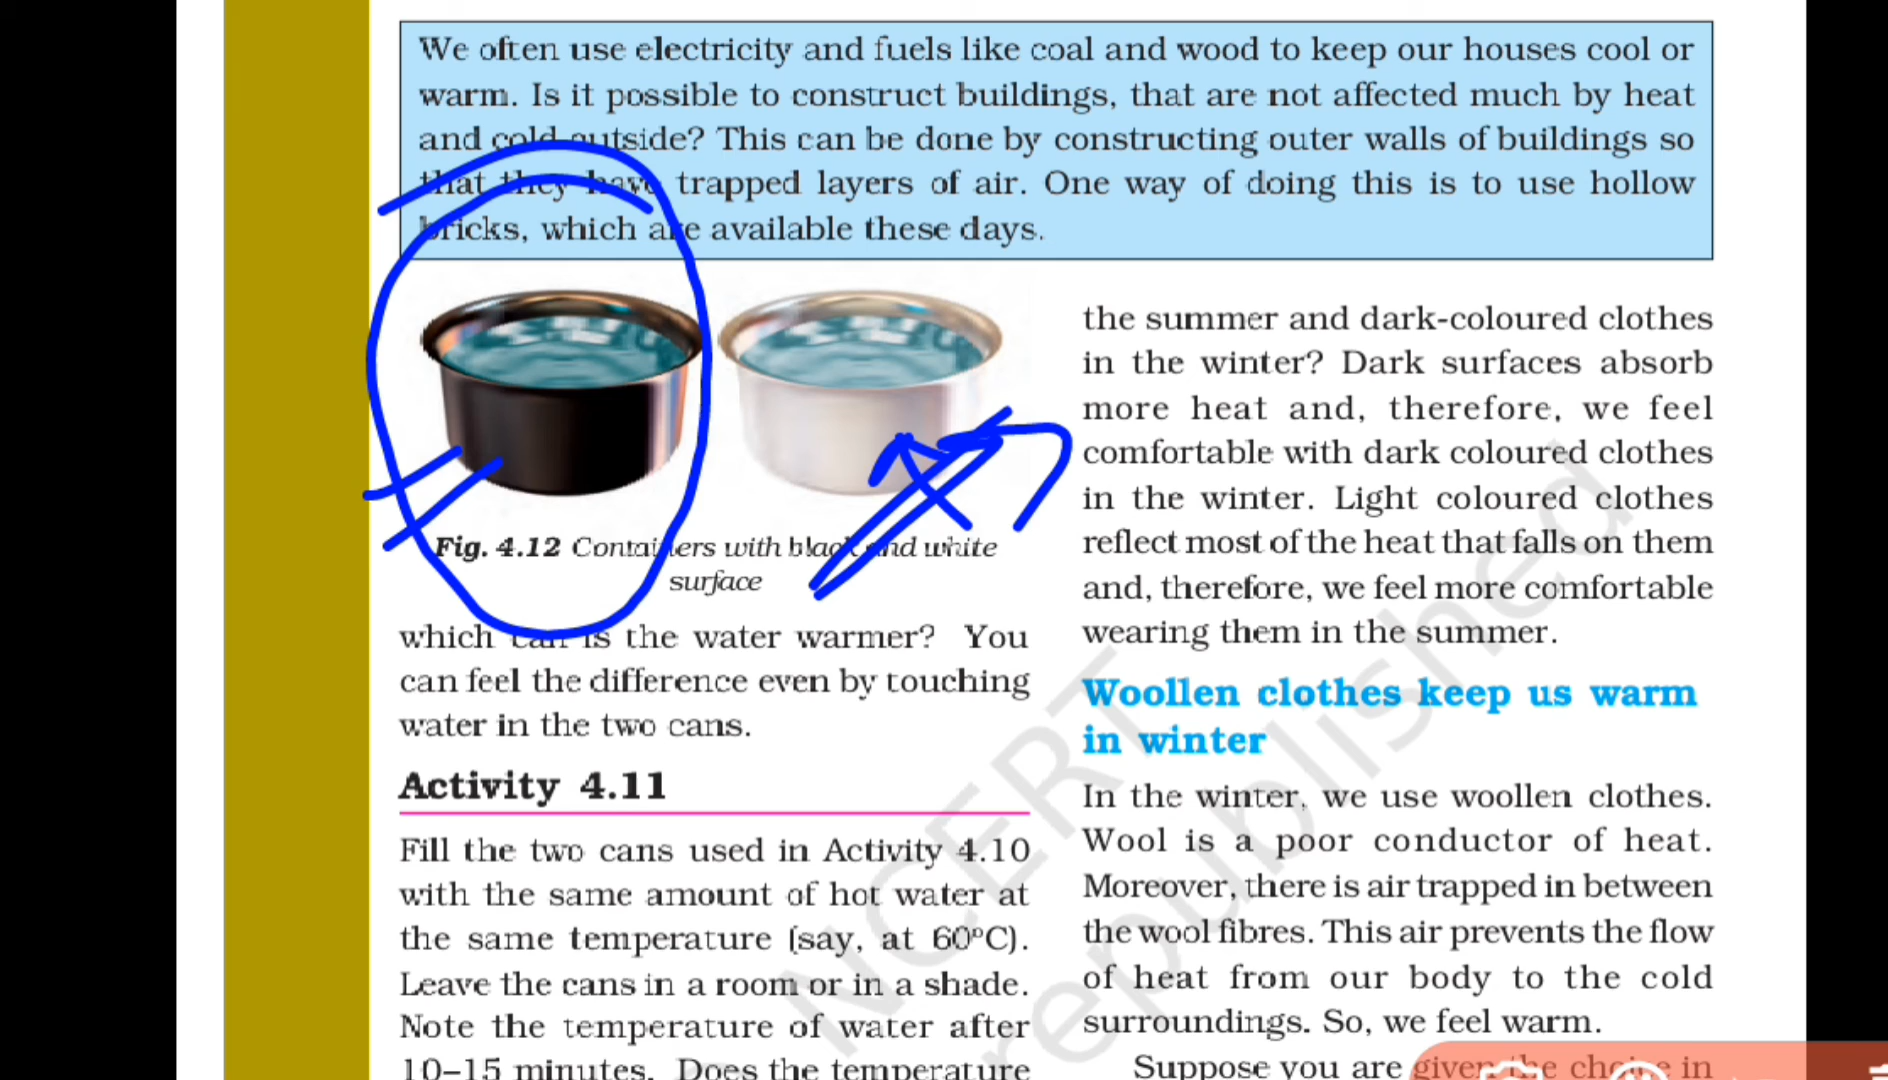 We often use electricity and fuels like coal and wood to keep our houses cool or
warm. Is it possible to construct buildings, that are not affected much by heat
and cold outside? This can be done by constructing outer walls of buildings so
that they have trapped layers of air. One way of doing this is to use hollow
bricks, which are available these days.
Fig. 4.12 Containers with black and white
surface
which can is the water warmer? You
can feel the difference even by touching
water in the two cans.
Activity 4.11
Fill the two cans used in Activity 4.10
with the same amount of hot water at
the same temperature (say, at 60°C).
Leave the cans in a room or in a shade.
Note the temperature of water after
10–15 minutes. Does the temperature
the summer and dark-coloured clothes
in the winter? Dark surfaces absorb
more heat and, therefore, we feel
comfortable with dark coloured clothes
in the winter. Light coloured clothes
reflect most of the heat that falls on them
and, therefore, we feel more comfortable
wearing them in the summer.
Woollen clothes keep us warm
in winter
In the winter, we use woollen clothes.
Wool is a poor conductor of heat.
Moreover, there is air trapped in between
the wool fibres. This air prevents the flow
of heat from our body to the cold
surroundings. So, we feel warm.
Suppose you are given the choice in
NCERT
republished